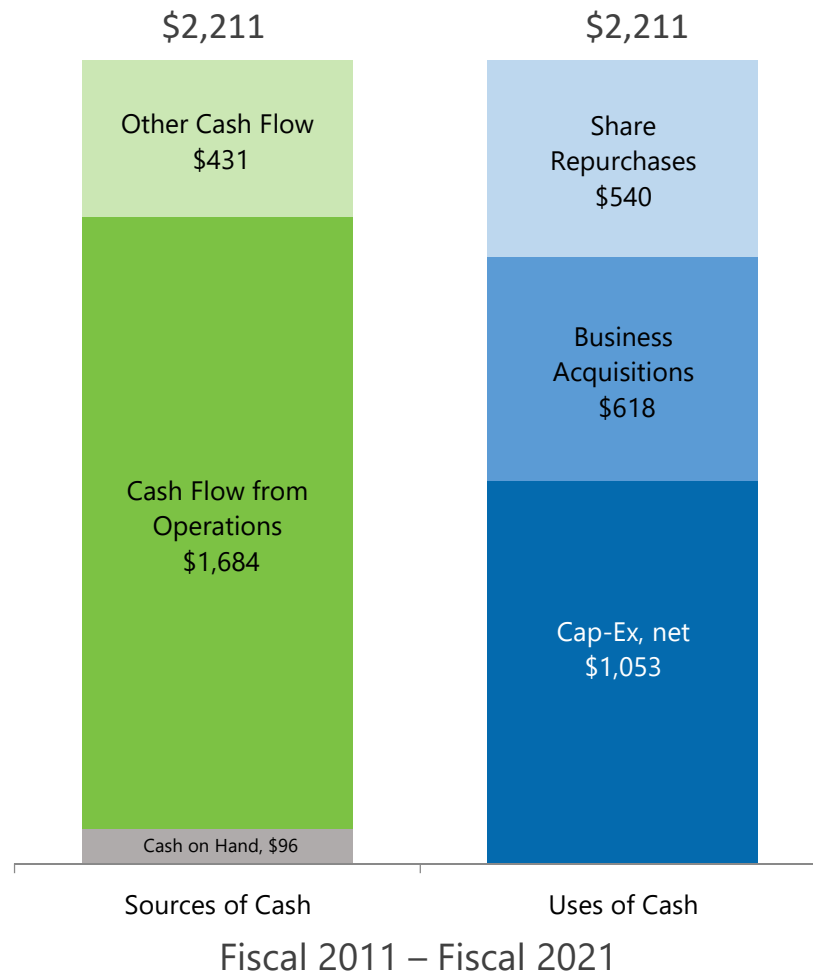 $2,211
Other Cash Flow
$431
Cash Flow from
Operations
$1,684
Cash on Hand, $96
Sources of Cash
$2,211
Share
Repurchases
$540
Business
Acquisitions
$618
Cap-Ex, net
$1,053
Uses of Cash
Fiscal 2011 – Fiscal 2021